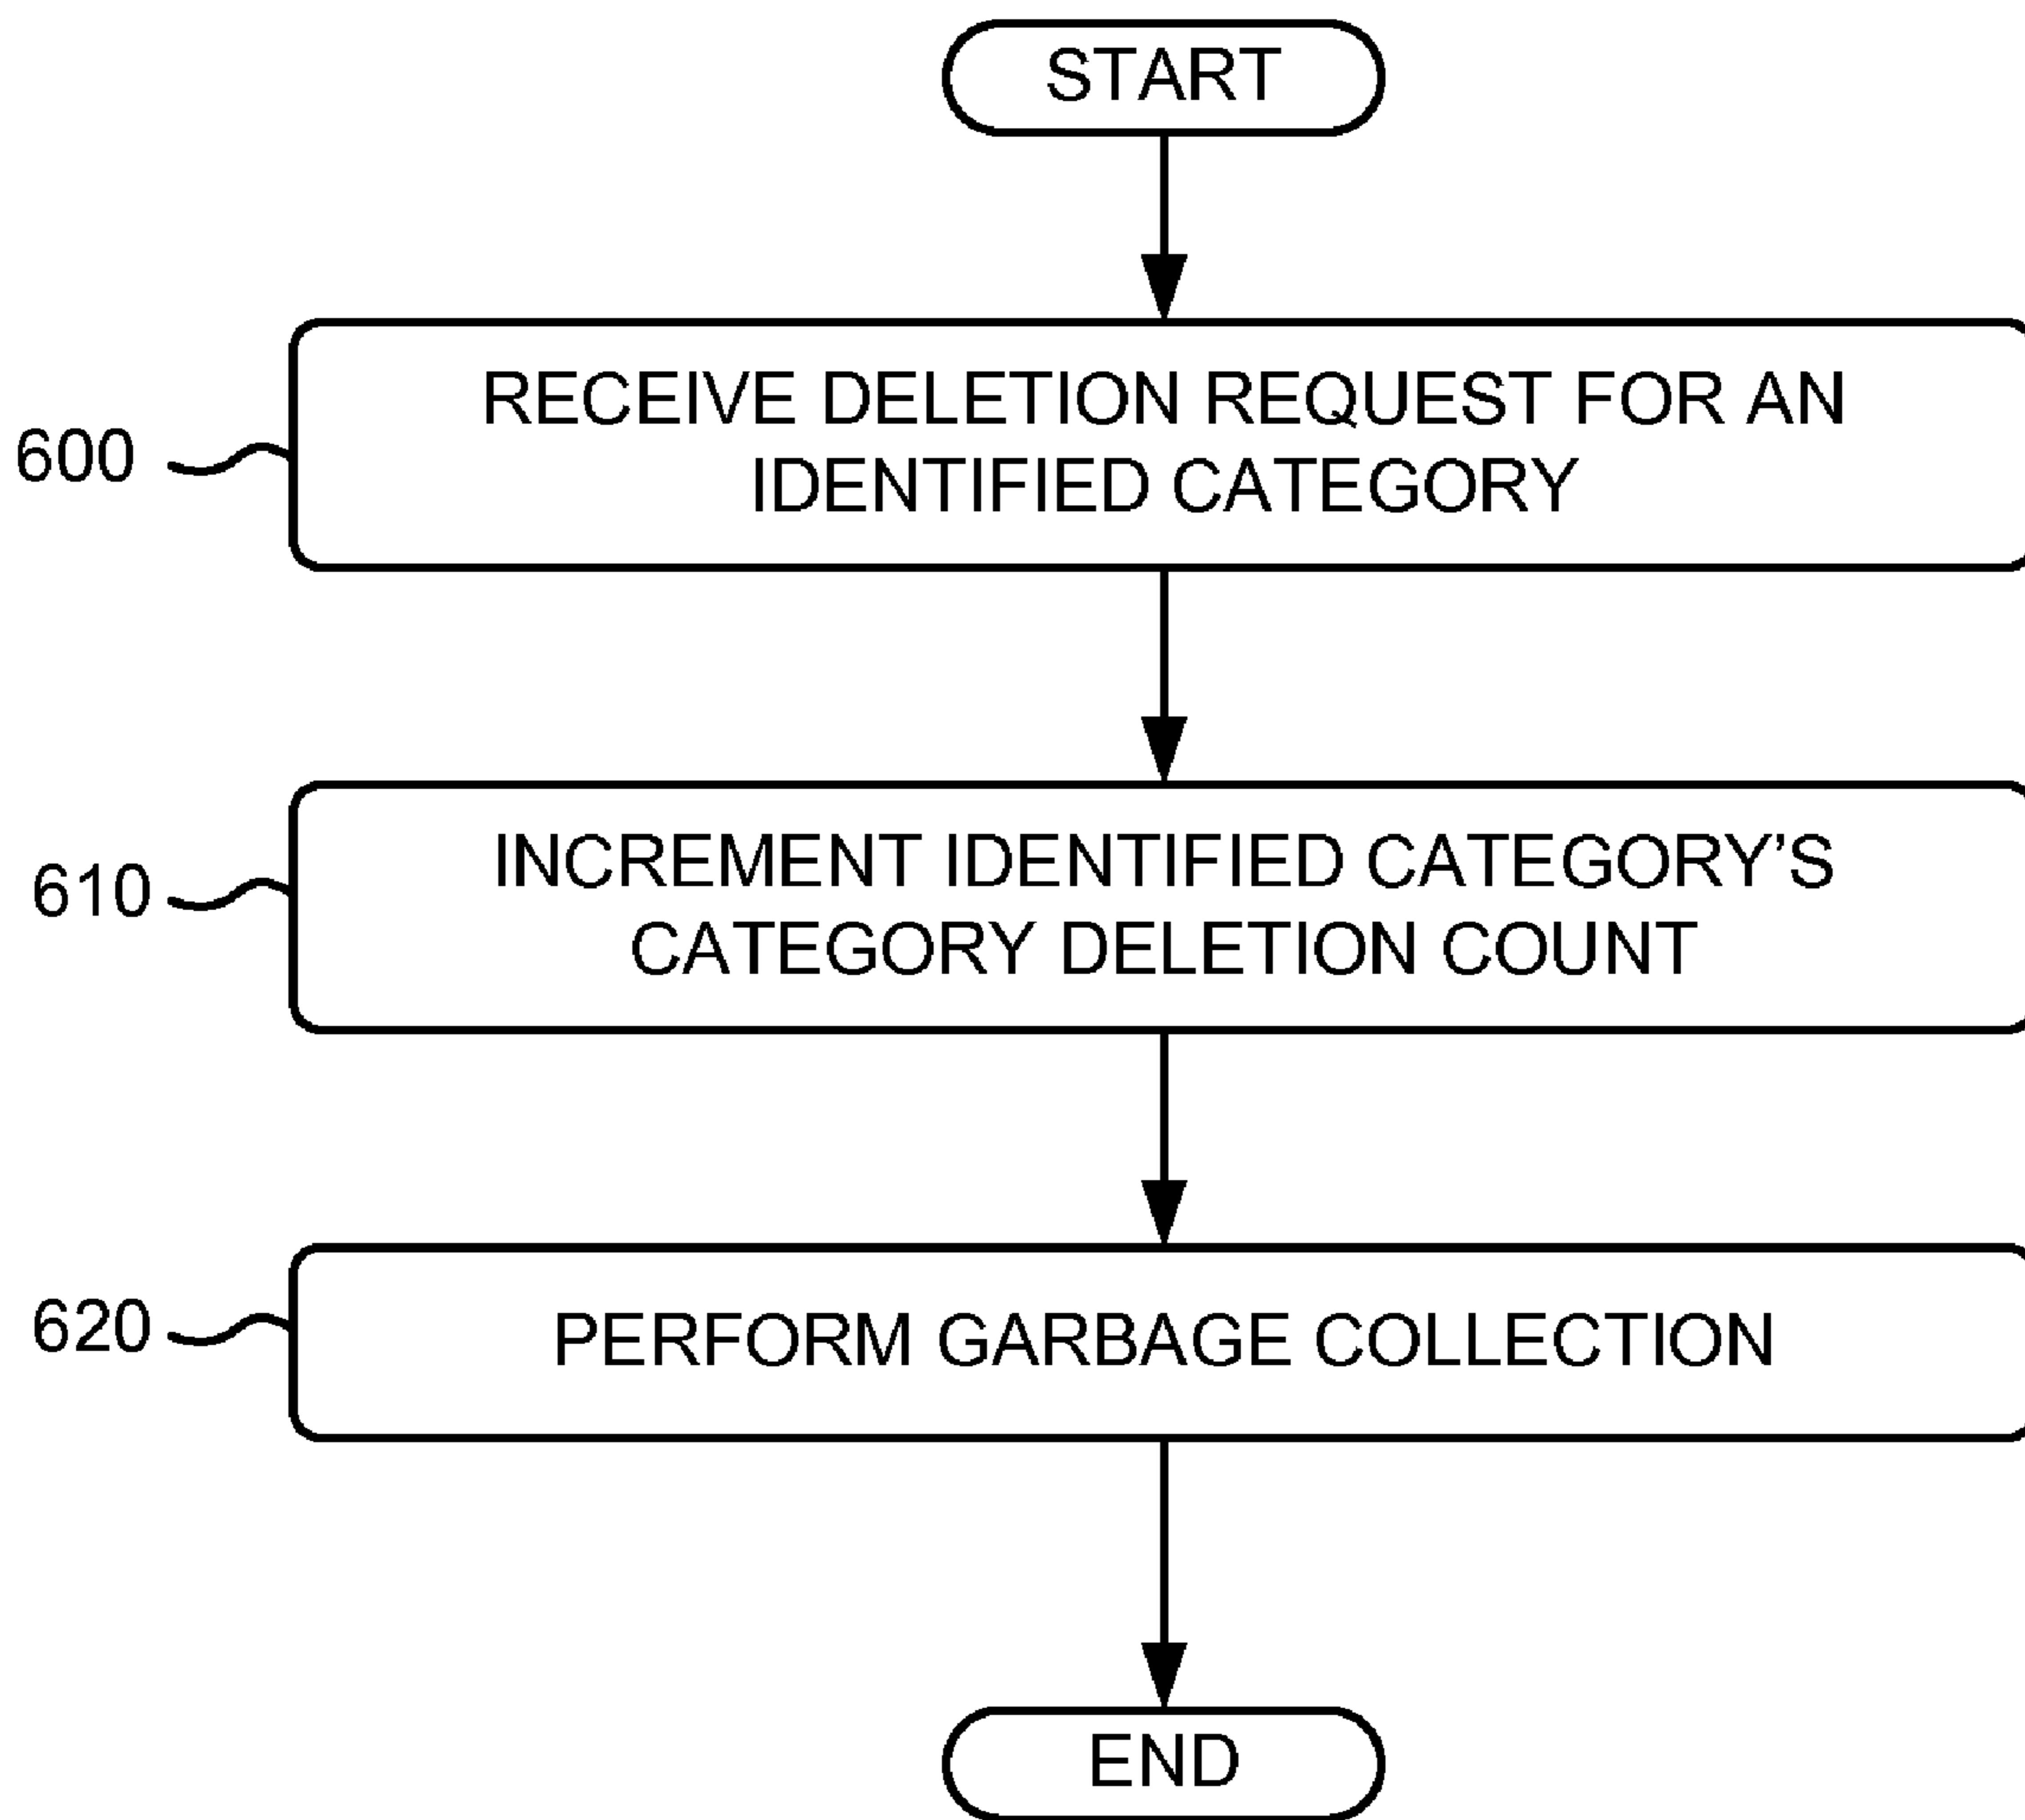 START
RECEIVE DELETION REQUEST FOR AN
IDENTIFIED CATEGORY
600
INCREMENT IDENTIFIED CATEGORY’S
CATEGORY DELETION COUNT
610
PERFORM GARBAGE COLLECTION
620
END